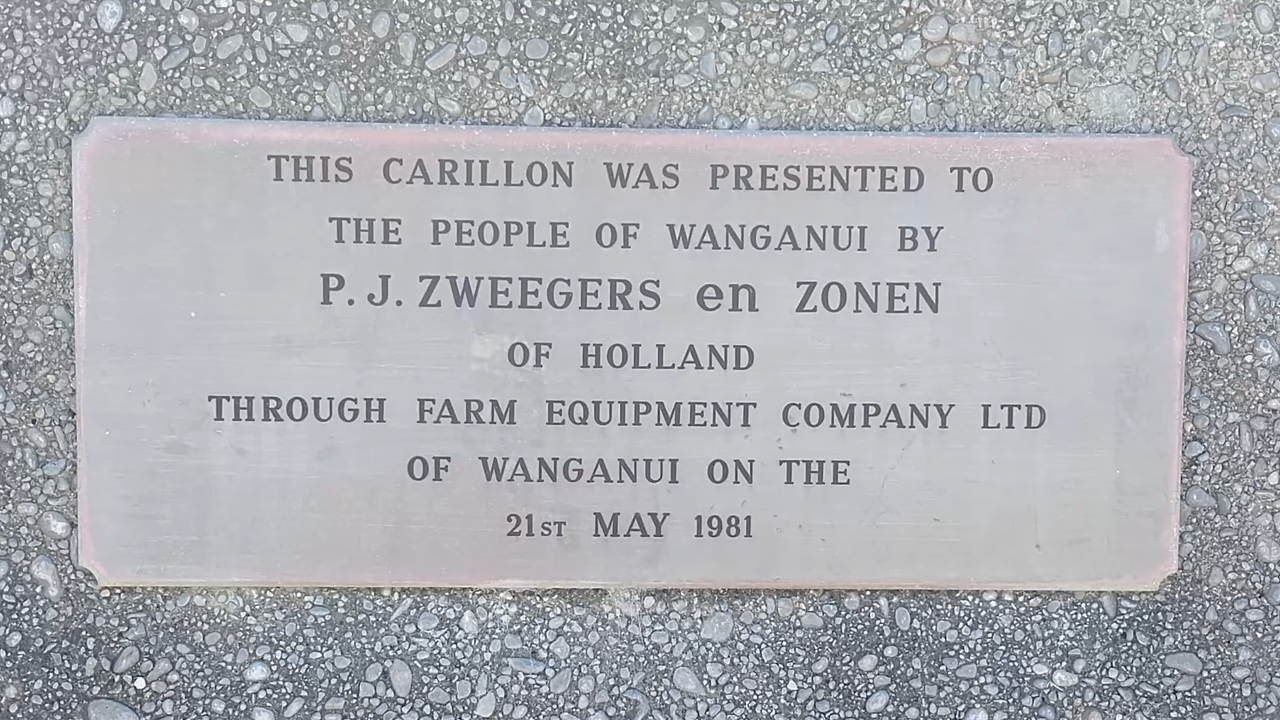 THIS CARILLON WAS PRESENTED TO
THE PEOPLE OF WANGANUI BY
P. J. ZWEEGERS en ZONEN
OF HOLLAND
THROUGH FARM EQUIPMENT COMPANY LTD
OF WANGANUI ON THE
21ST MAY 1981